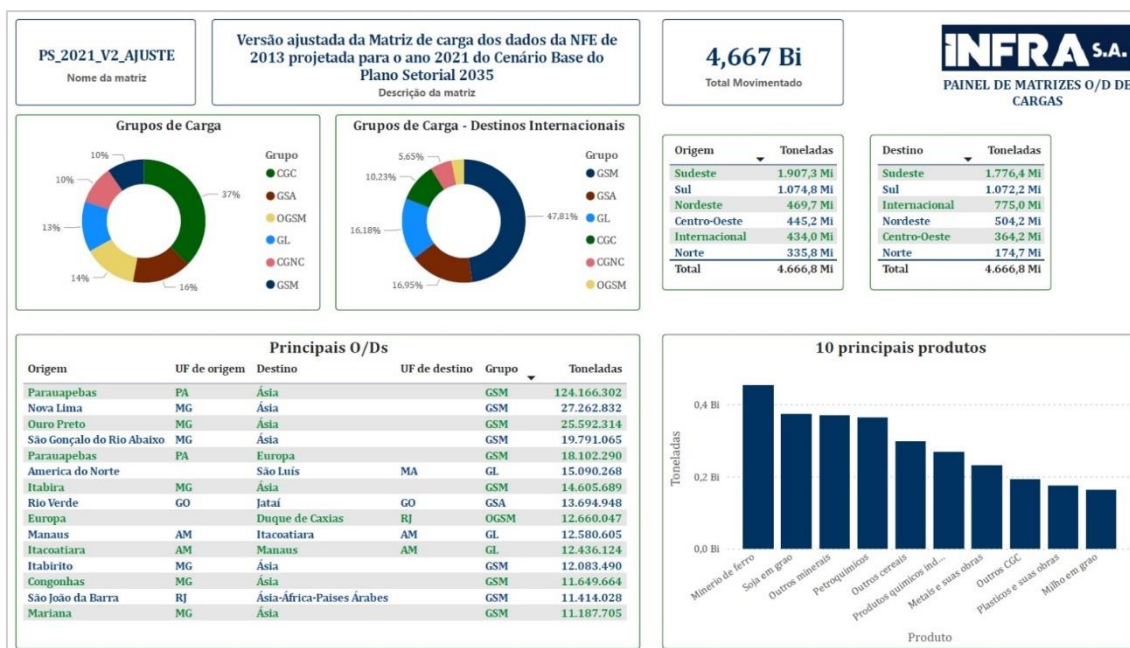 PS_2021_V2_AJUSTE
Nome da matriz
Versão ajustada da Matriz de carga dos dados da NFE de
2013 projetada para o ano 2021 do Cenário Base do
Plano Setorial 2035
Descrição da matriz
4,667 Bi
Total Movimentado
INFRA S.A.
PAINEL DE MATRIZES O/D DE
CARGAS
Grupos de Carga
10%
10%
13%
14%
16%
37%
Grupo
CGC
GSA
OGSM
GL
CGNC
GSM
Grupos de Carga - Destinos Internacionais
5.65%
10,23%
16,18%
16,95%
47,81%
Grupo
GSM
GSA
GL
CGC
CGNC
OGSM
Origem Toneladas
Sudeste 1.907,3 Mi
Sul 1.074,8 Mi
Nordeste 469,7 Mi
Centro-Oeste 445,2 Mi
Internacional 434,0 Mi
Norte 335,8 Mi
Total 4.666,8 Mi
Destino Toneladas
Sudeste 1.776,4 Mi
Sul 1.072,2 Mi
Internacional 775,0 Mi
Nordeste 504,2 Mi
Centro-Oeste 364,2 Mi
Norte 174,7 Mi
Total 4.666,8 Mi
Principais O/Ds
Origem UF de origem Destino UF de destino Grupo Toneladas
Parauapebas PA Ásia GSM 124.166.302
Nova Lima MG Ásia GSM 27.262.832
Ouro Preto MG Ásia GSM 25.592.314
São Gonçalo do Rio Abaixo MG Ásia GSM 19.791.065
Parauapebas PA Europa GSM 18.102.290
America do Norte São Luís MA GL 15.090.268
Itabira MG Ásia GSM 14.605.689
Rio Verde GO Jataí GO GSA 13.694.948
Europa Duque de Caxias RJ OGSM 12.660.047
Manaus AM Itacoatiara AM GL 12.580.605
Itacoatiara AM Manaus AM GL 12.436.124
Itabirito MG Ásia GSM 12.083.490
Congonhas MG Ásia GSM 11.649.664
São João da Barra RJ Ásia-África-Paises Árabes GSM 11.414.028
Mariana MG Ásia GSM 11.187.705
10 principais produtos
Toneladas
0,4 Bi
0,2 Bi
0,0 Bi
Minerio de ferro
Soja em grao
Outros minerais
Petroquimicos
Outros cereais
Produtos quimicos ind...
Metais e suas obras
Outros CGC
Plasticos e suas obras
Milho em grao
Produto